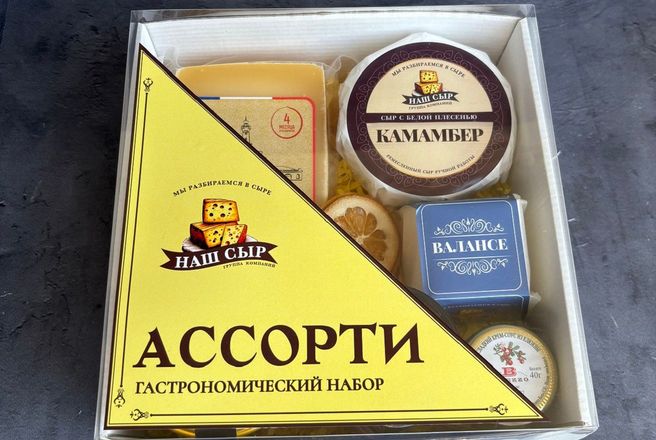 4
МЕСЯЦА
МЫ РАЗБИРАЕМСЯ В СЫРЕ
НАШ СЫР
ГРУППА КОМПАНИЙ
СЫР С БЕЛОЙ ПЛЕСЕНЬЮ
КАМАМБЕР
РЕМЕСЛЕННЫЙ СЫР РУЧНОЙ РАБОТЫ
ВАЛАНСЕ
МЫ РАЗБИРАЕМСЯ В СЫРЕ
НАШ СЫР
ГРУППА КОМПАНИЙ
АССОРТИ
ГАСТРОНОМИЧЕСКИЙ НАБОР
40г